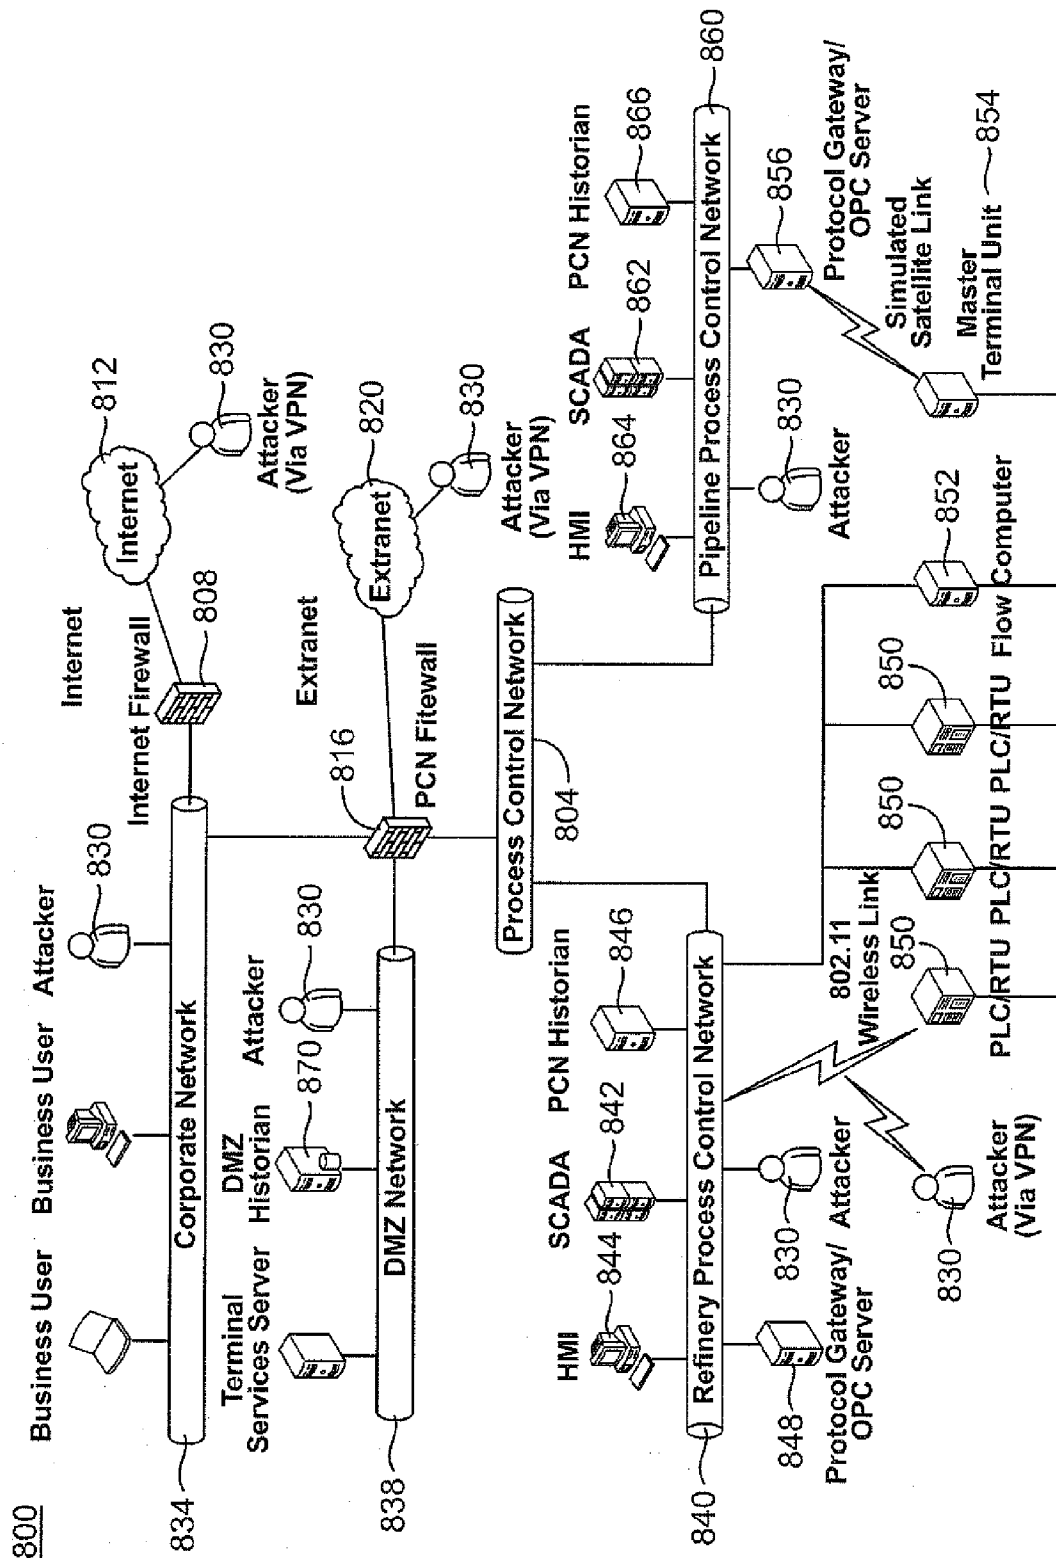 800
Business User
Business User
Attacker
Internet
830
812
Internet
Internet Firewall
808
830
Attacker
(Via VPN)
834
Corporate Network
Terminal
Services Server
DMZ
Historian
870
Attacker
830
Extranet
816
820
Extranet
830
Attacker
(Via VPN)
PCN Fitewall
838
DMZ Network
Process Control Network
804
HMI
844
SCADA
842
PCN Historian
846
HMI
864
SCADA
862
PCN Historian
866
840
Refinery Process Control Network
Pipeline Process Control Network
860
848
Protocol Gateway/
OPC Server
830
Attacker
802.11
Wireless Link
830
Attacker
856
Protocol Gateway/
OPC Server
Simulated
Satellite Link
830
Attacker
(Via VPN)
850
850
850
852
Master
Terminal Unit
854
PLC/RTU
PLC/RTU
PLC/RTU
Flow Computer